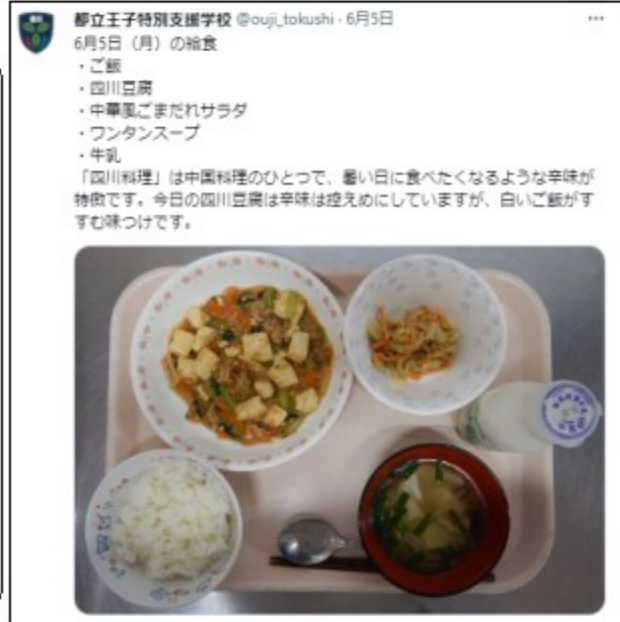 都立王子特別支援学校 @ouji_tokushi · 6月5日
6月5日（月）の給食
・ご飯
・四川豆腐
・中華風ごまだれサラダ
・ワンタンスープ
・牛乳
「四川料理」は中国料理のひとつで、暑い日に食べたくなるような辛味が
特徴です。今日の四川豆腐は辛味は控えめにしていますが、白いご飯がす
すむ味つけです。